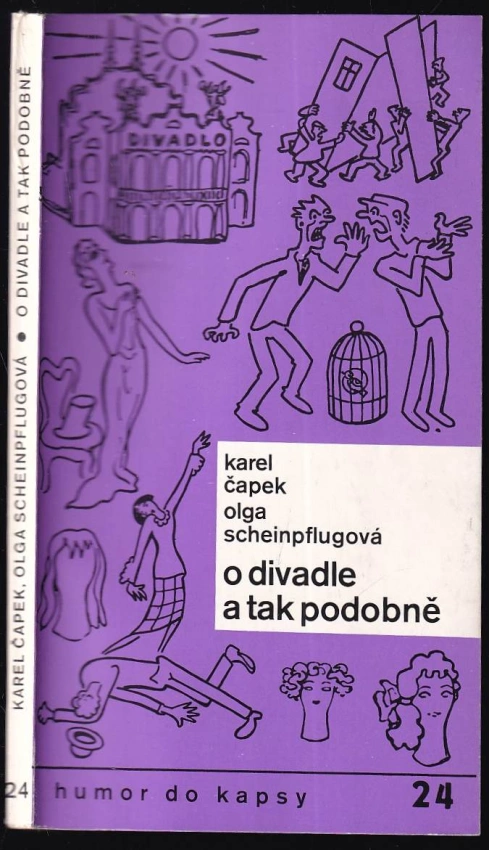 KAREL ČAPEK, OLGA SCHEINPFLUGOVÁ ● O DIVADLE A TAK PODOBNĚ
24
DIVADLO
karel
čapek
olga
scheinpflugová
o divadle
a tak podobně
humor do kapsy
24